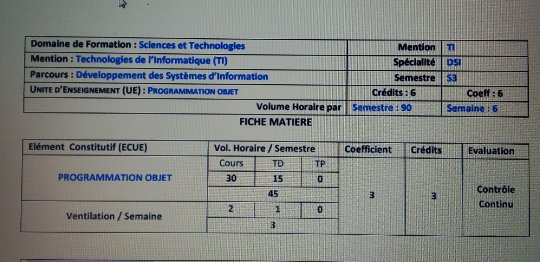 Domaine de Formation : Sciences et Technologies Mention TI
Mention : Technologies de l'Informatique (TI) Spécialité DSI
Parcours : Développement des Systèmes d'Information Semestre S3
UNITE D'ENSEIGNEMENT (UE) : PROGRAMMATION OBJET Crédits : 6 Coeff : 6
Volume Horaire par Semestre : 90 Semaine : 6
FICHE MATIERE
Elément Constitutif (ECUE) Vol. Horaire / Semestre Coefficient Crédits Evaluation
Cours TD TP
PROGRAMMATION OBJET 30 15 0
45
3 3 Contrôle Continu
Ventilation / Semaine 2 1 0
3